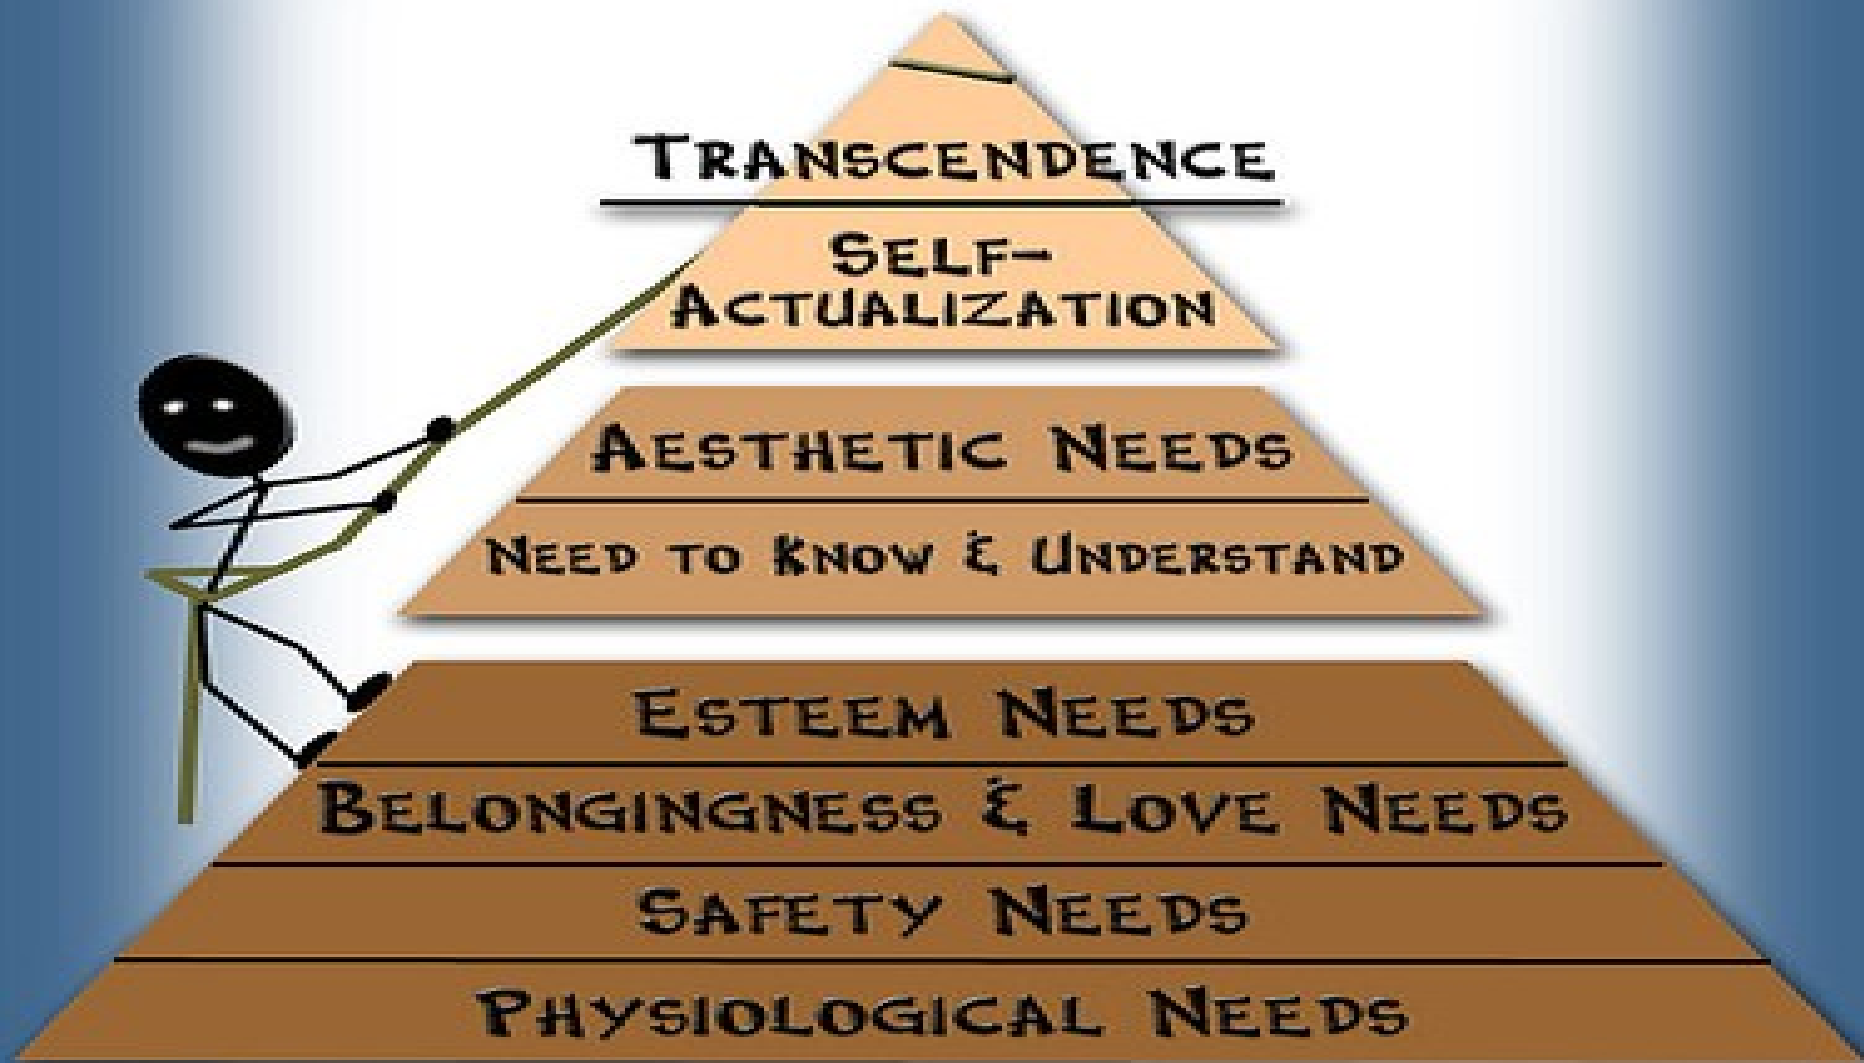 TRANSCENDENCE
SELF-
ACTUALIZATION
AESTHETIC NEEDS
NEED TO KNOW & UNDERSTAND
ESTEEM NEEDS
BELONGINGNESS & LOVE NEEDS
SAFETY NEEDS
PHYSIOLOGICAL NEEDS